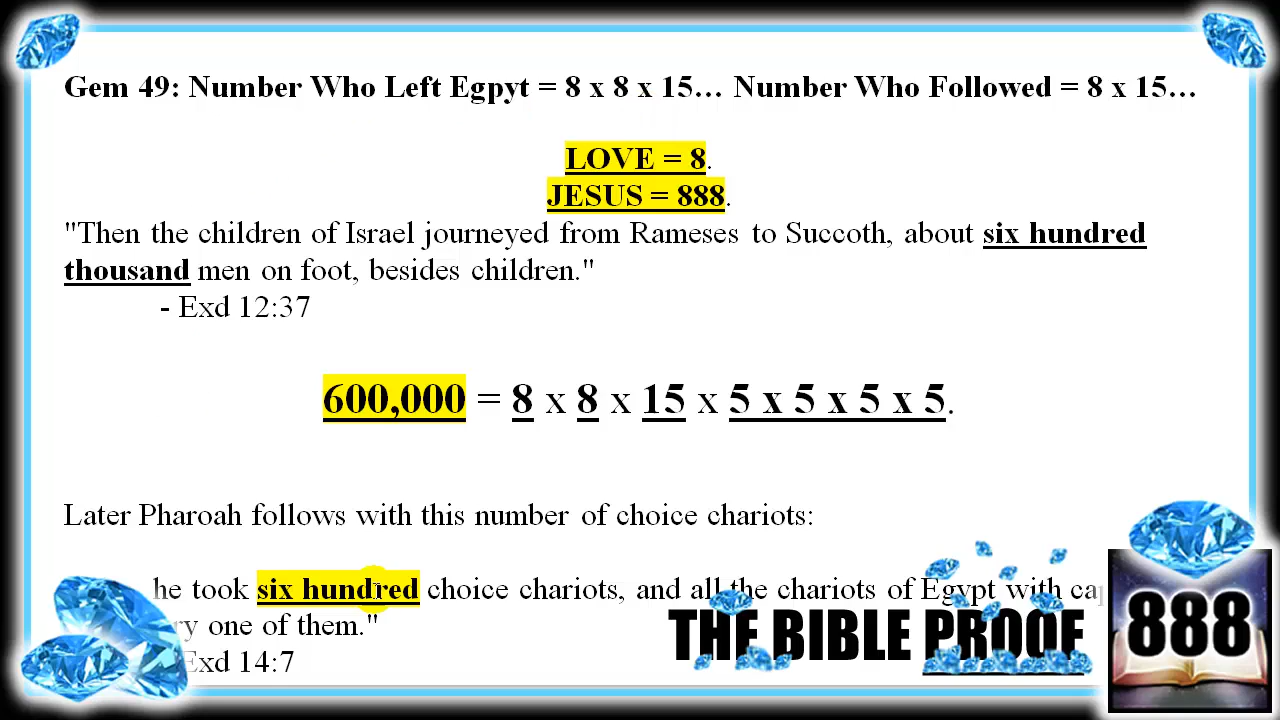 Gem 49: Number Who Left Egpyt = 8 x 8 x 15… Number Who Followed = 8 x 15…
LOVE = 8.
JESUS = 888.
"Then the children of Israel journeyed from Rameses to Succoth, about six hundred
thousand men on foot, besides children."
- Exd 12:37
600,000 = 8 x 8 x 15 x 5 x 5 x 5 x 5.
Later Pharoah follows with this number of choice chariots:
he took six hundred choice chariots, and all the chariots of Egypt with
one of them."
Exd 14:7
THE BIBLE PROOF
888